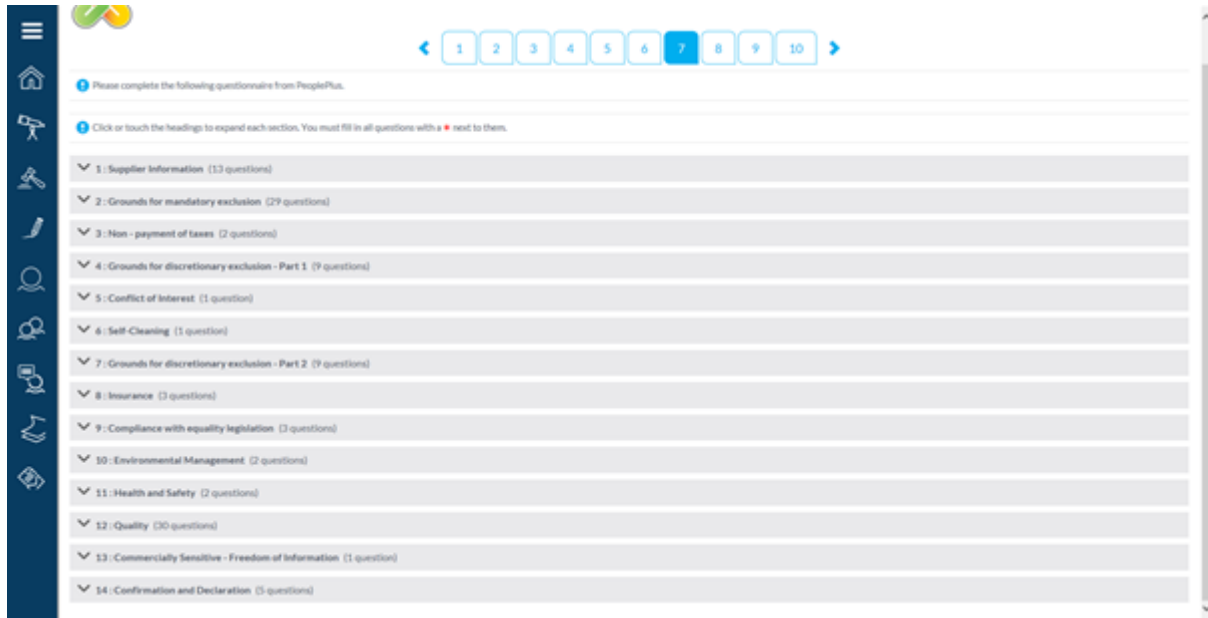 1 2 3 4 5 6 7 8 9 10
Please complete the following questionnaire from PeoplePlus.
Click or touch the headings to expand each section. You must fill in all questions with a * next to them.
1 : Supplier Information (13 questions)
2 : Grounds for mandatory exclusion (29 questions)
3 : Non - payment of taxes (2 questions)
4 : Grounds for discretionary exclusion - Part 1 (9 questions)
5 : Conflict of Interest (1 question)
6 : Self-Cleaning (1 question)
7 : Grounds for discretionary exclusion - Part 2 (9 questions)
8 : Insurance (3 questions)
9 : Compliance with equality legislation (3 questions)
10 : Environmental Management (2 questions)
11 : Health and Safety (2 questions)
12 : Quality (30 questions)
13 : Commercially Sensitive - Freedom of Information (1 question)
14 : Confirmation and Declaration (5 questions)